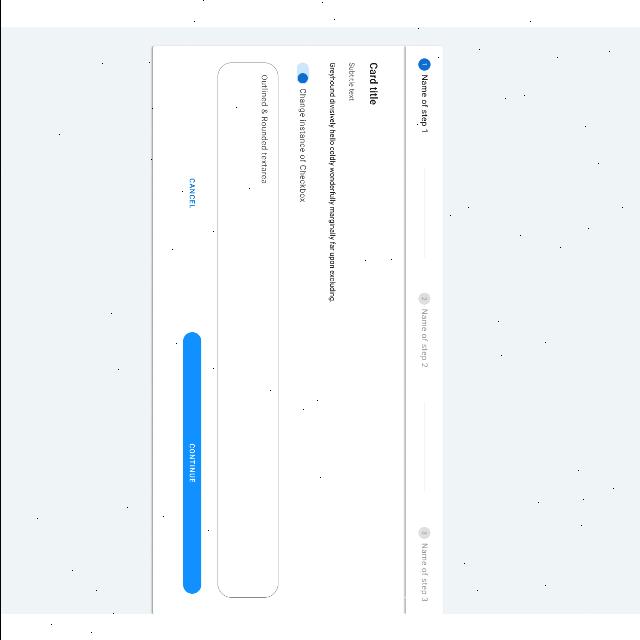 1 Name of step 1
2 Name of step 2
3 Name of step 3
Card title
Subtitle text
Greyhound divisively hello coldly wonderfully marginally far upon excluding.
Change instance of Checkbox
Outlined & Rounded textarea
CANCEL
CONTINUE